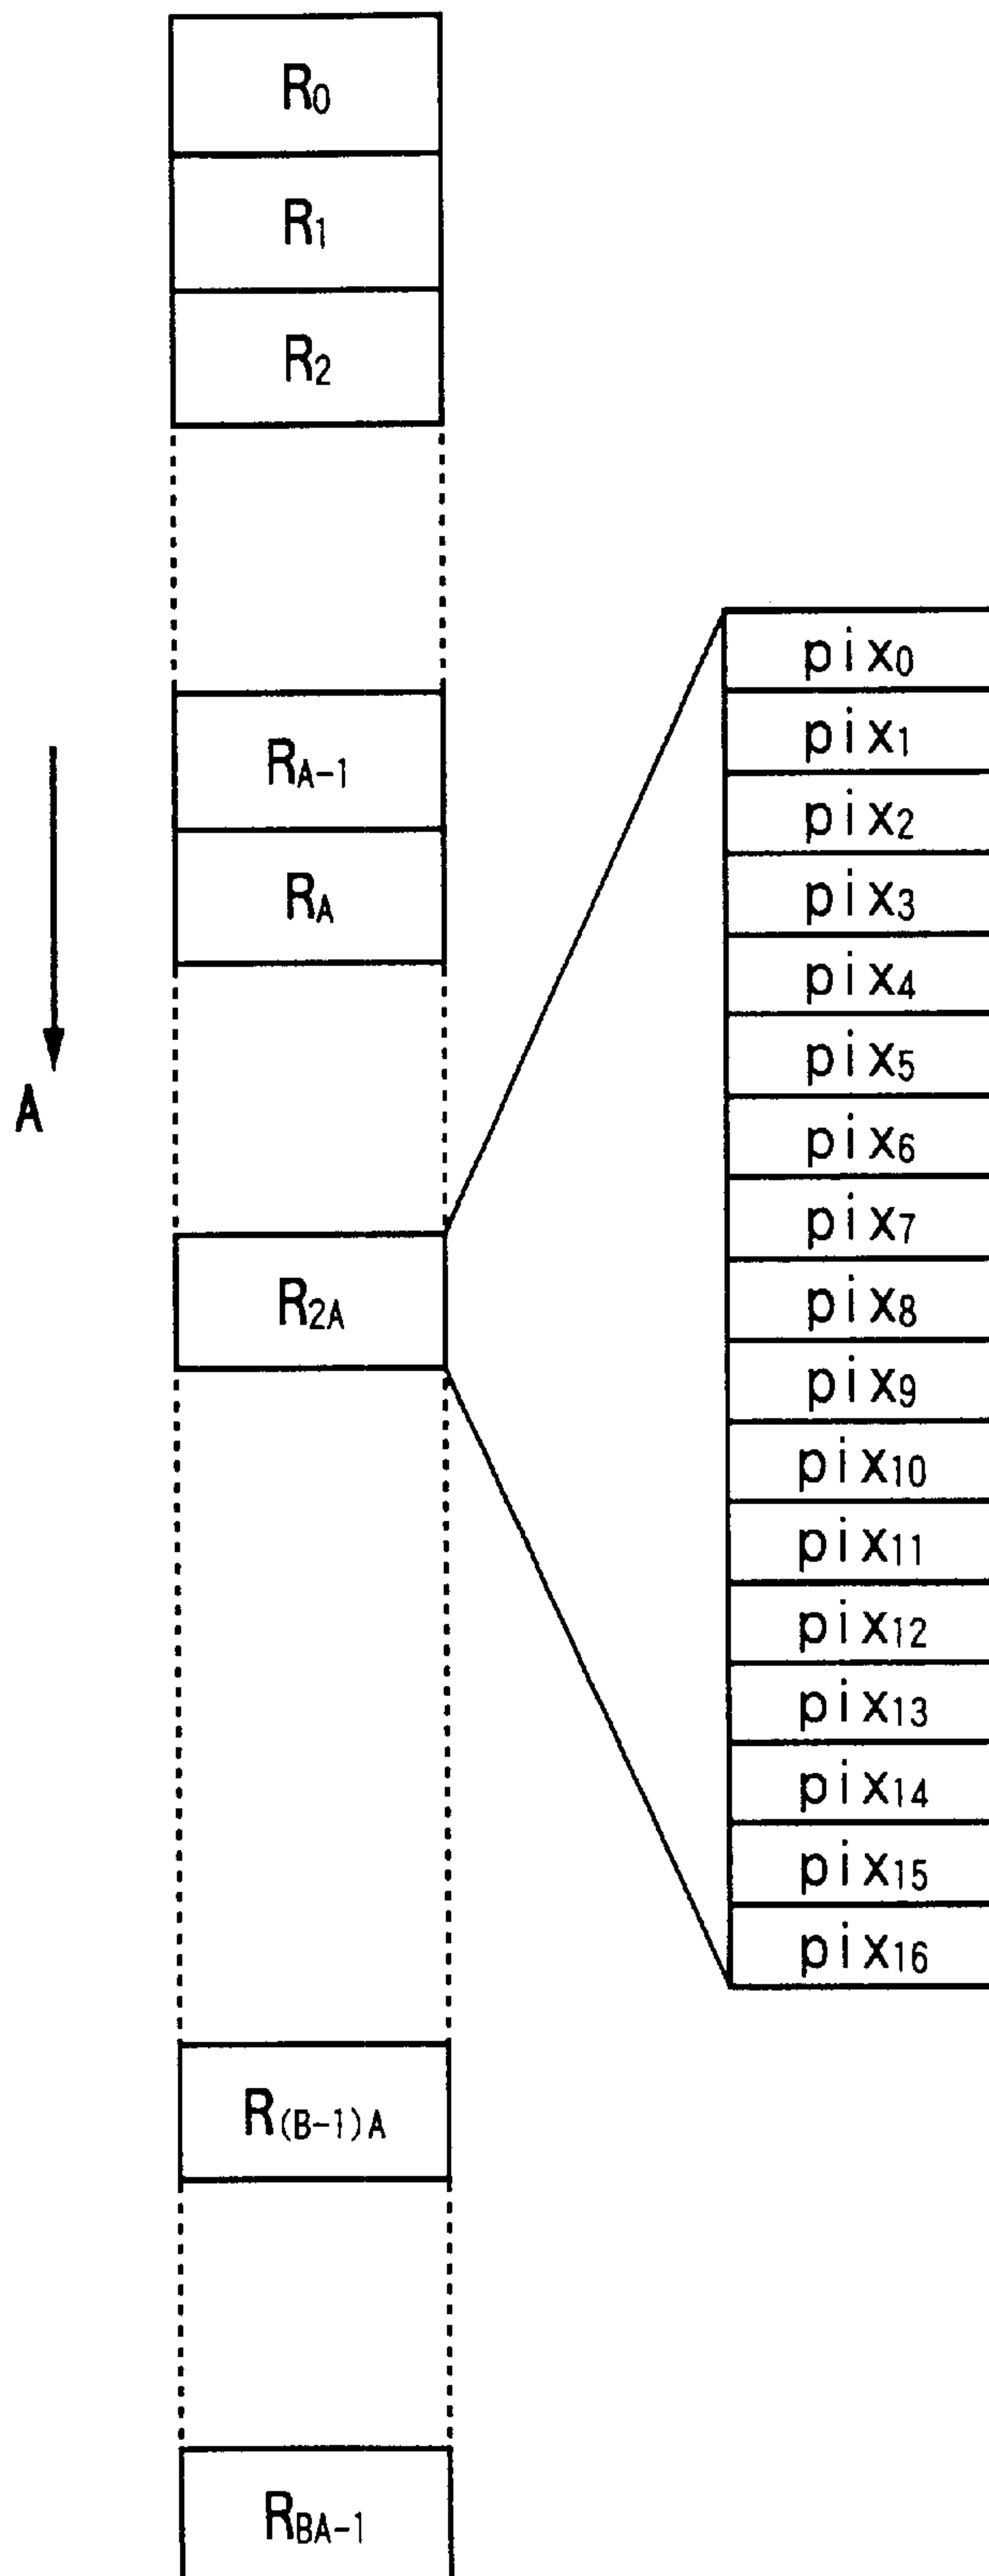 R0
R1
R2
RA-1
RA
A
R2A
R(B-1)A
RBA-1
pix0
pix1
pix2
pix3
pix4
pix5
pix6
pix7
pix8
pix9
pix10
pix11
pix12
pix13
pix14
pix15
pix16